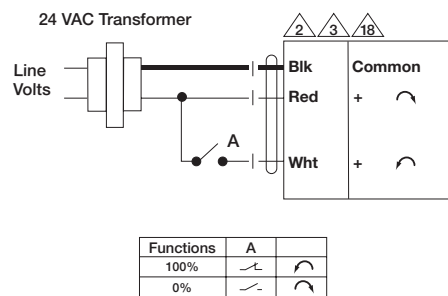 24 VAC Transformer
2 3 18
Line
Volts
Blk Common
Red +
A
Wht +
Functions A
100%
0%